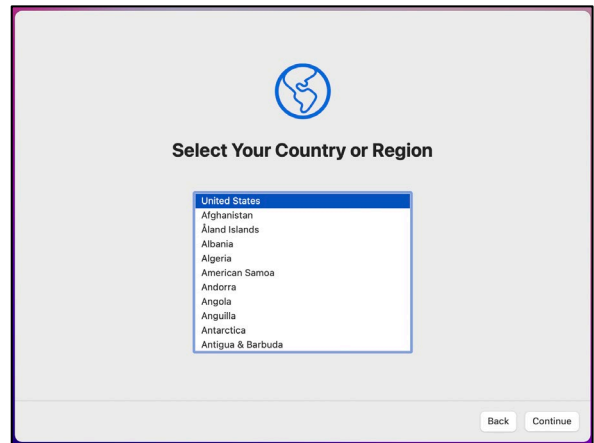 Select Your Country or Region
United States
Afghanistan
Åland Islands
Albania
Algeria
American Samoa
Andorra
Angola
Anguilla
Antarctica
Antigua & Barbuda
Back Continue